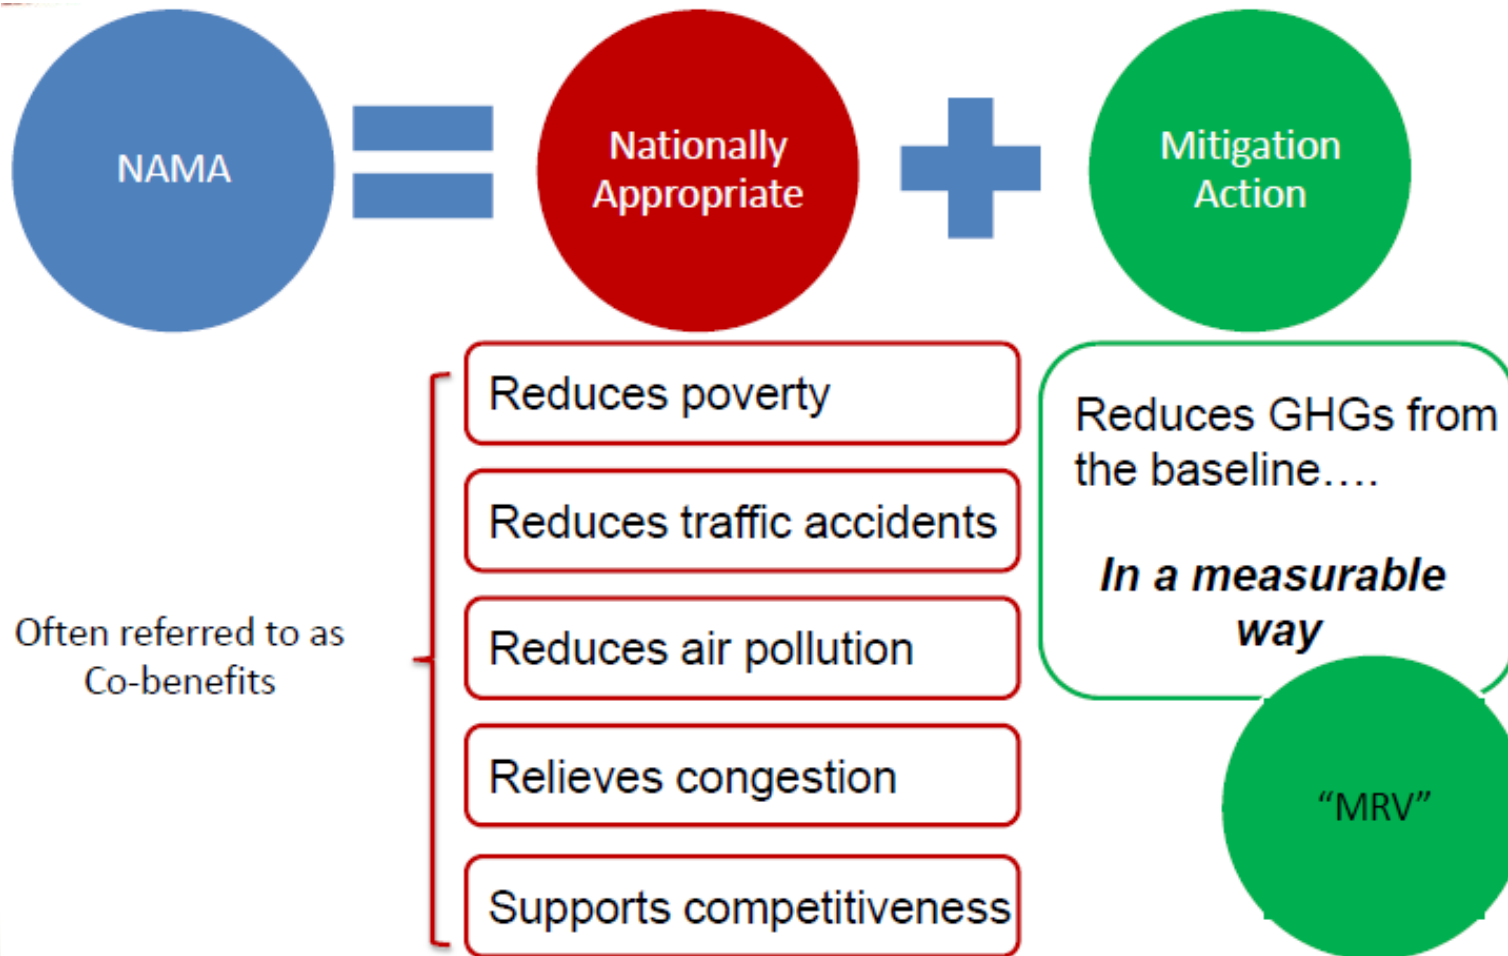 NAMA
Nationally
Appropriate
Mitigation
Action
Reduces poverty
Reduces traffic accidents
Reduces air pollution
Relieves congestion
Supports competitiveness
Often referred to as
Co-benefits
Reduces GHGs from
the baseline....
In a measurable
way
“MRV”